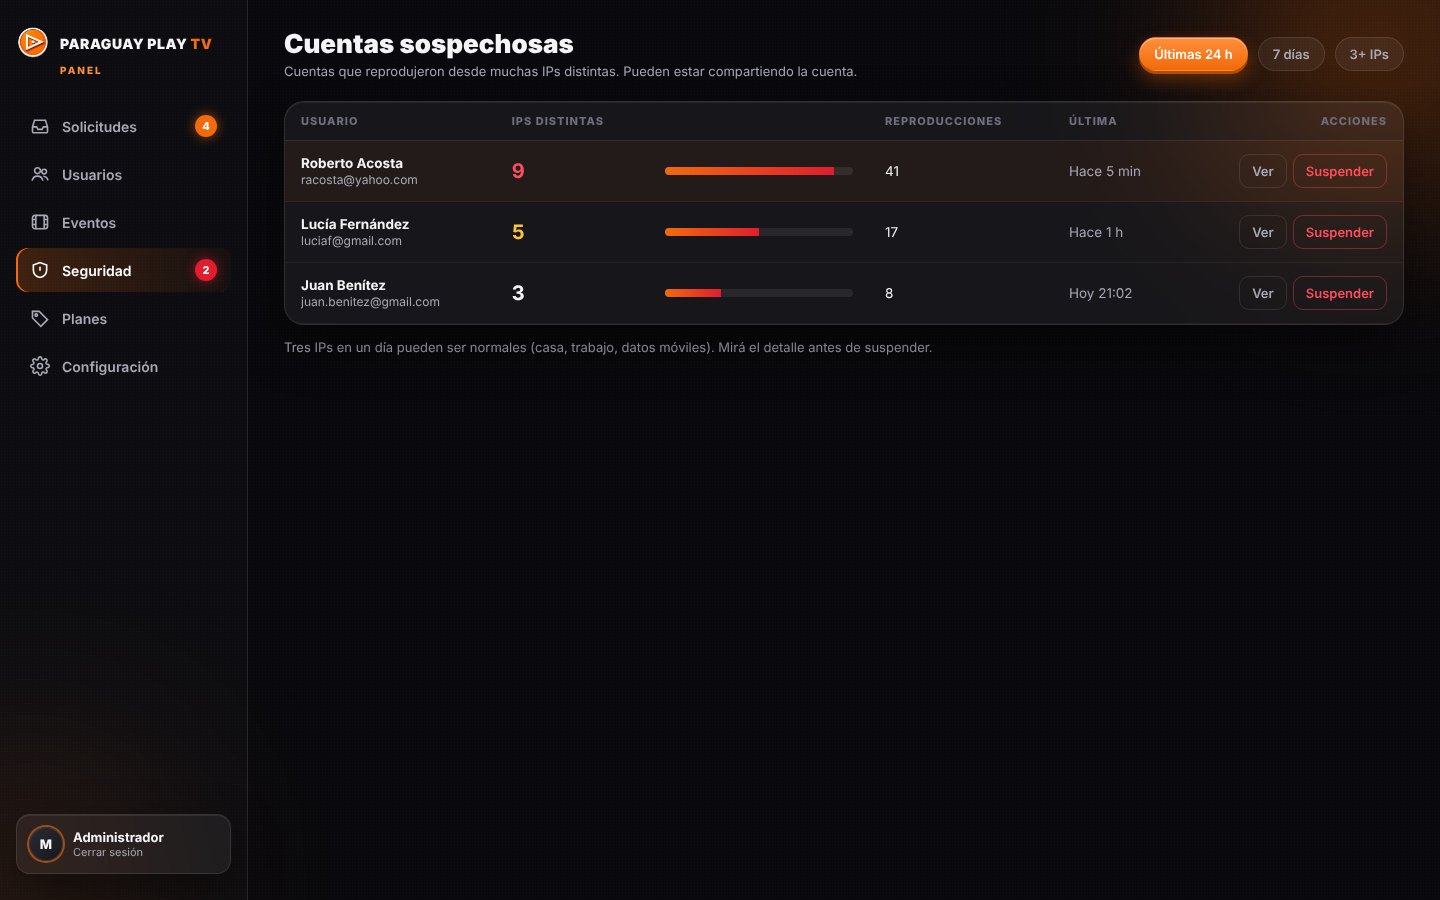 PARAGUAY PLAY TV
PANEL
Solicitudes 4
Usuarios
Eventos
Seguridad 2
Planes
Configuración
M
Administrador
Cerrar sesión
Cuentas sospechosas
Cuentas que reprodujeron desde muchas IPs distintas. Pueden estar compartiendo la cuenta.
Últimas 24 h 7 días 3+ IPs
USUARIO IPS DISTINTAS REPRODUCCIONES ÚLTIMA ACCIONES
Roberto Acosta
racosta@yahoo.com
9 41 Hace 5 min Ver Suspender
Lucía Fernández
luciaf@gmail.com
5 17 Hace 1 h Ver Suspender
Juan Benítez
juan.benitez@gmail.com
3 8 Hoy 21:02 Ver Suspender
Tres IPs en un día pueden ser normales (casa, trabajo, datos móviles). Mirá el detalle antes de suspender.